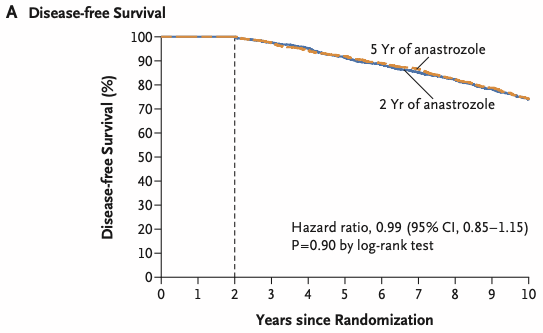 A Disease-free Survival
Disease-free Survival (%)
100
90
80
70
60
50
40
30
20
10
0
5 Yr of anastrozole
2 Yr of anastrozole
Hazard ratio, 0.99 (95% CI, 0.85–1.15)
P=0.90 by log-rank test
0 1 2 3 4 5 6 7 8 9 10
Years since Randomization